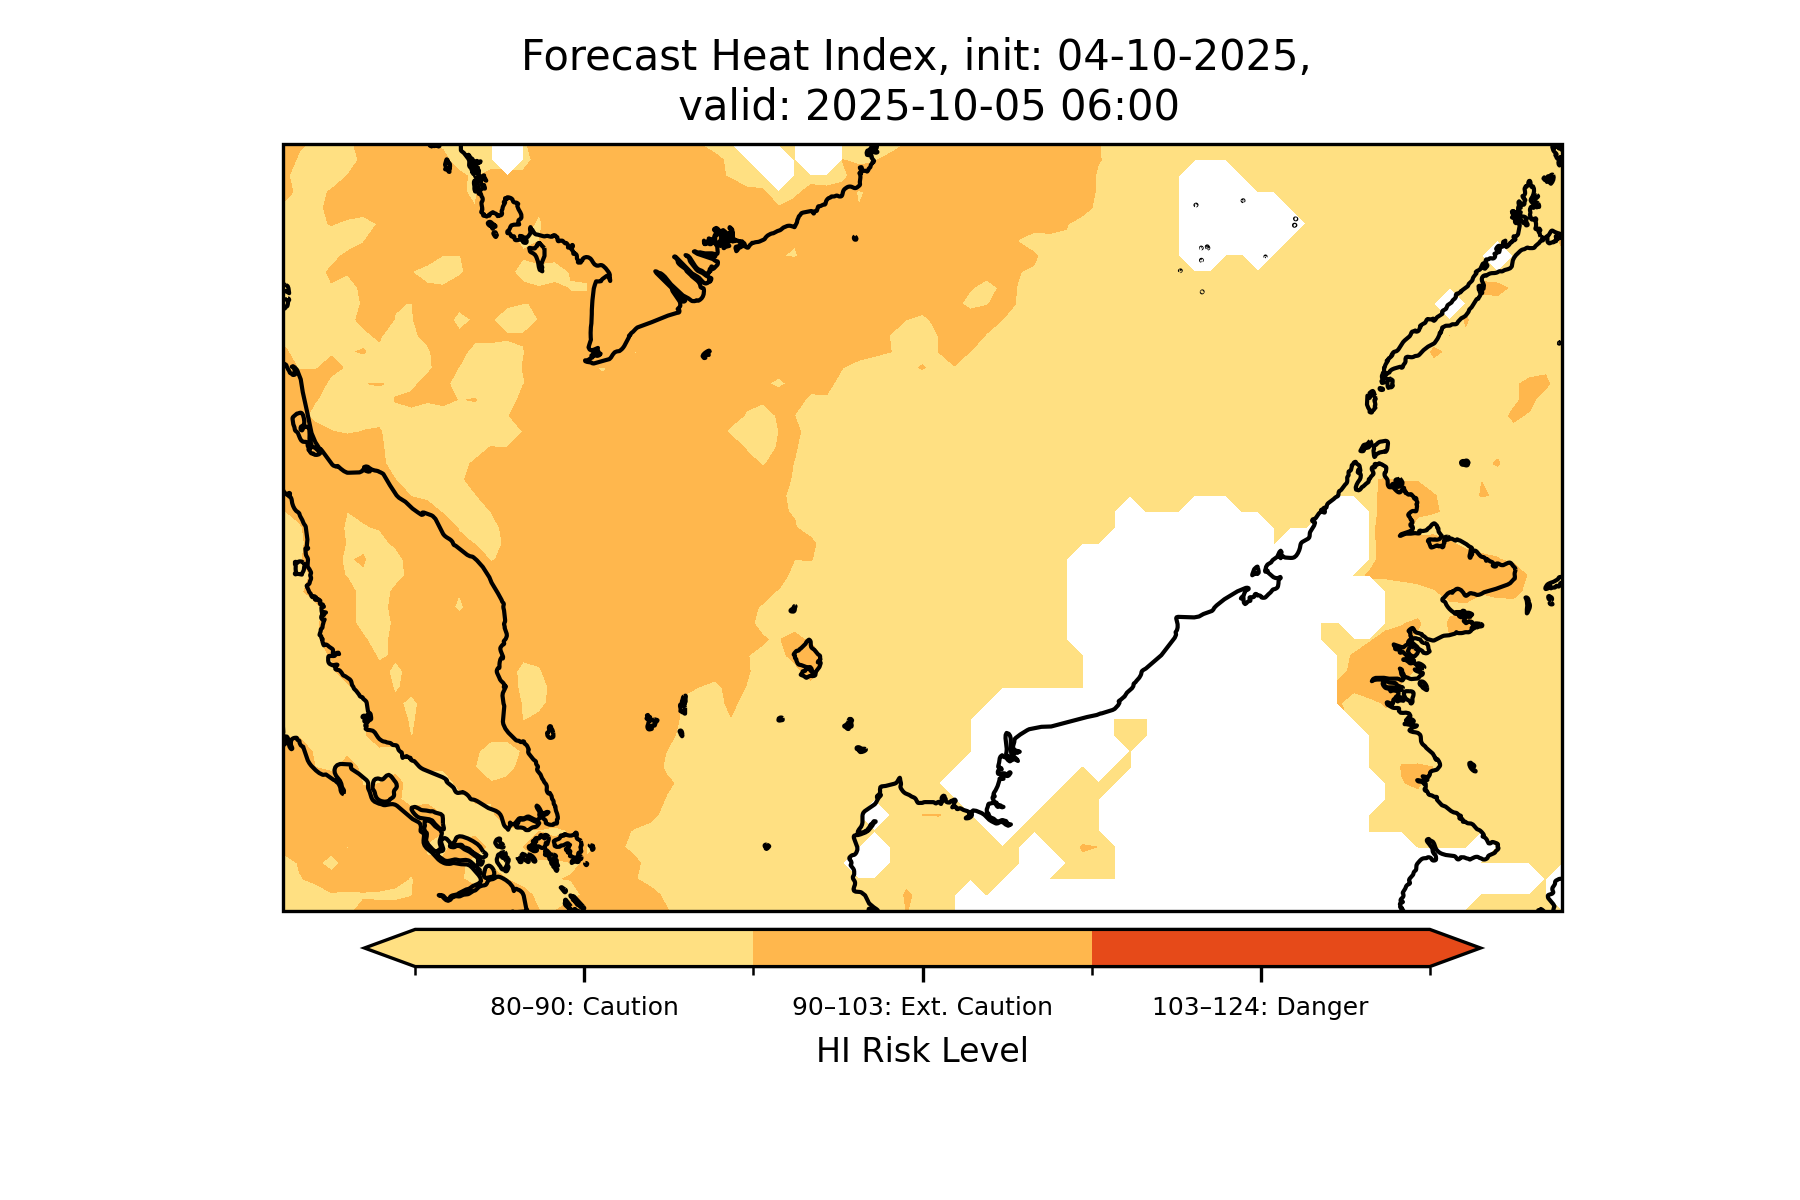 Forecast Heat Index, init: 04-10-2025,
valid: 2025-10-05 06:00
80–90: Caution
90–103: Ext. Caution
103–124: Danger
HI Risk Level